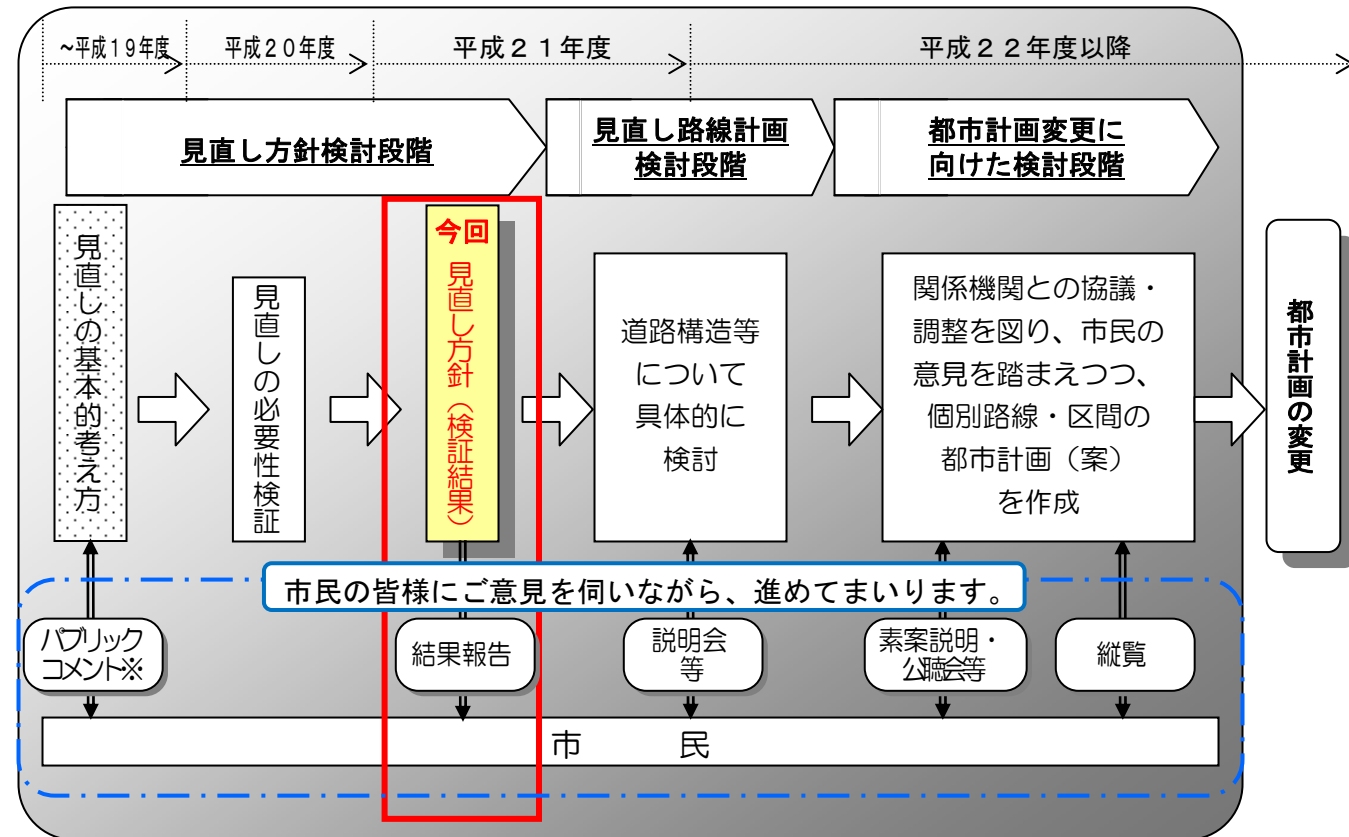 ~平成19年度
平成20年度
平成21年度
平成22年度以降
見直し方針検討段階
見直し路線計画
検討段階
都市計画変更に
向けた検討段階
見直しの基本的考え方
見直しの必要性検証
今回
見直し方針（検証結果）
道路構造等
について
具体的に
検討
関係機関との協議・
調整を図り、市民の
意見を踏まえつつ、
個別路線・区間の
都市計画（案）
を作成
都市計画の変更
市民の皆様にご意見を伺いながら、進めてまいります。
パブリック
コメント※
結果報告
説明会
等
素案説明・
公聴会等
縦覧
市　　民